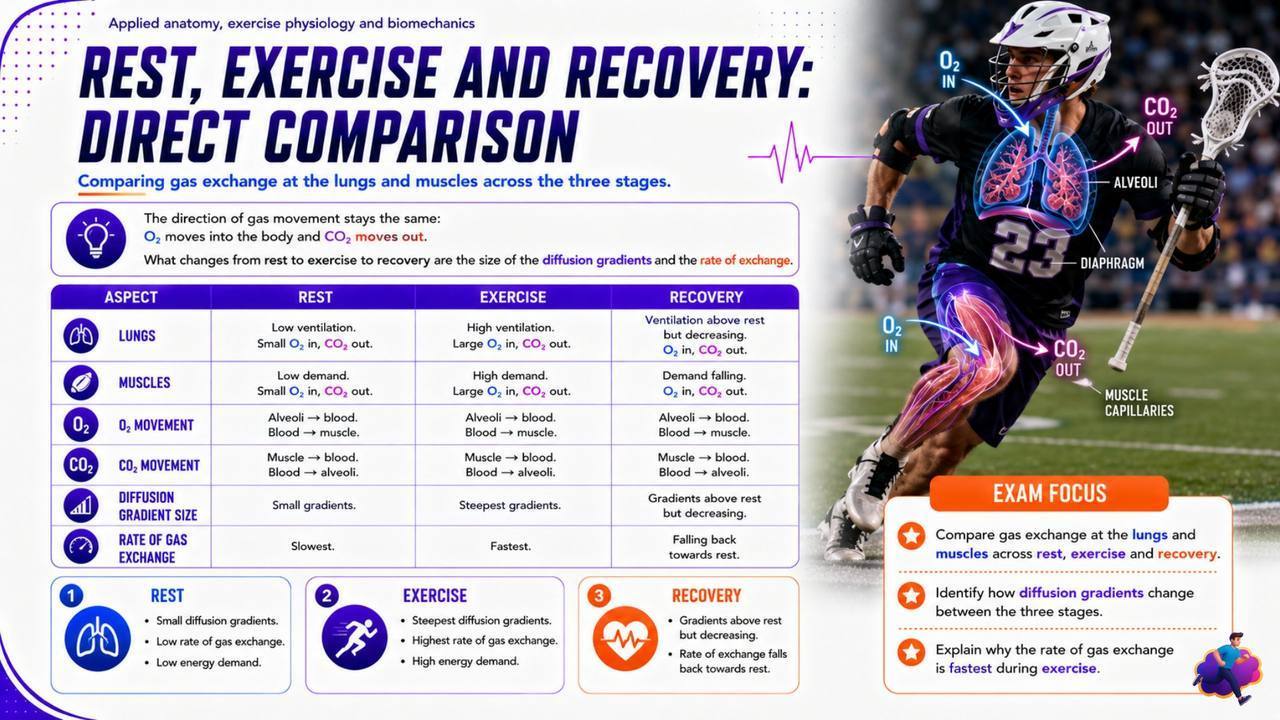 Applied anatomy, exercise physiology and biomechanics
REST, EXERCISE AND RECOVERY:
DIRECT COMPARISON
Comparing gas exchange at the lungs and muscles across the three stages.
The direction of gas movement stays the same:
O₂ moves into the body and CO₂ moves out.
What changes from rest to exercise to recovery are the size of the diffusion gradients and the rate of exchange.
ASPECT REST EXERCISE RECOVERY
LUNGS
Low ventilation.
Small O₂ in, CO₂ out.
High ventilation.
Large O₂ in, CO₂ out.
Ventilation above rest
but decreasing.
O₂ in, CO₂ out.
MUSCLES
Low demand.
Small O₂ in, CO₂ out.
High demand.
Large O₂ in, CO₂ out.
Demand falling.
O₂ in, CO₂ out.
O₂
O₂ MOVEMENT
Alveoli → blood.
Blood → muscle.
Alveoli → blood.
Blood → muscle.
Alveoli → blood.
Blood → muscle.
CO₂
CO₂ MOVEMENT
Muscle → blood.
Blood → alveoli.
Muscle → blood.
Blood → alveoli.
Muscle → blood.
Blood → alveoli.
DIFFUSION
GRADIENT SIZE
Small gradients.
Steepest gradients.
Gradients above rest
but decreasing.
RATE OF GAS
EXCHANGE
Slowest.
Fastest.
Falling back
towards rest.
1 REST
• Small diffusion gradients.
• Low rate of gas exchange.
• Low energy demand.
2 EXERCISE
• Steepest diffusion gradients.
• Highest rate of gas exchange.
• High energy demand.
3 RECOVERY
• Gradients above rest
but decreasing.
• Rate of exchange falls
back towards rest.
O₂
IN
CO₂
OUT
ALVEOLI
23
DIAPHRAGM
O₂
IN
CO₂
OUT
MUSCLE
CAPILLARIES
EXAM FOCUS
Compare gas exchange at the lungs and
muscles across rest, exercise and recovery.
Identify how diffusion gradients change
between the three stages.
Explain why the rate of gas exchange
is fastest during exercise.